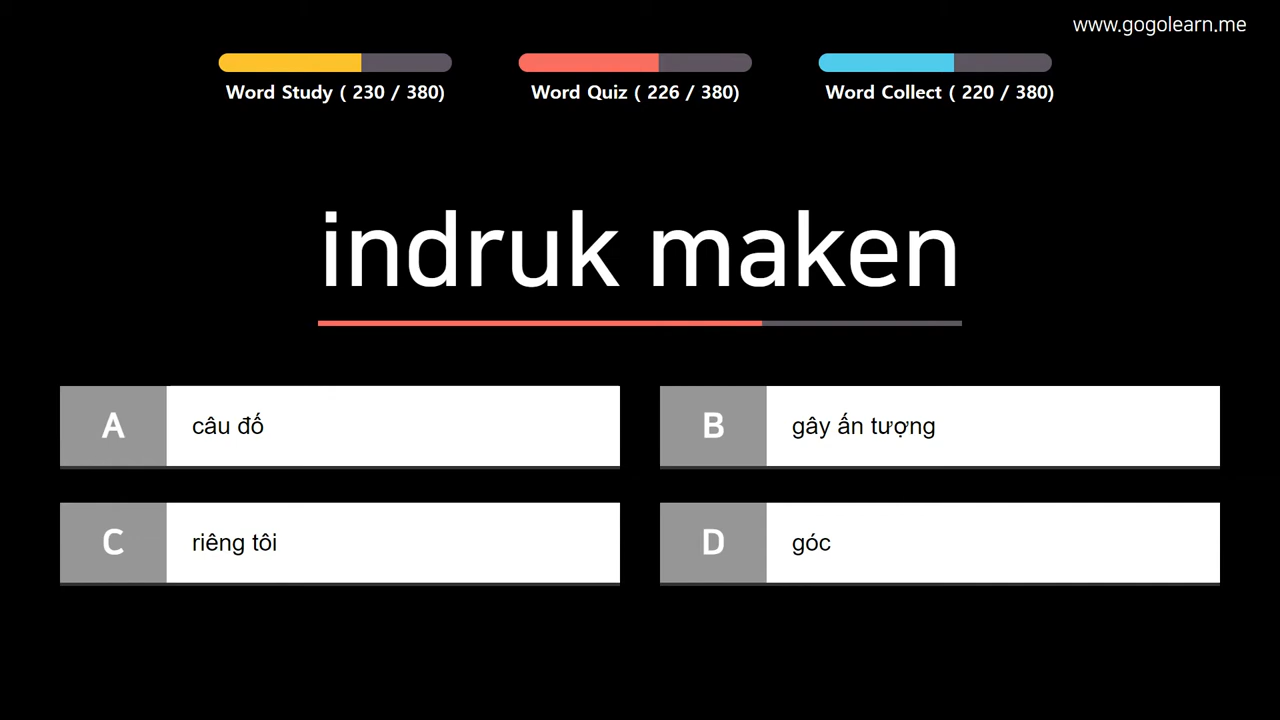 www.gogolearn.me
Word Study ( 230 / 380)
Word Quiz ( 226 / 380)
Word Collect ( 220 / 380)
indruk maken
A
câu đố
B
gây ấn tượng
C
riêng tôi
D
góc